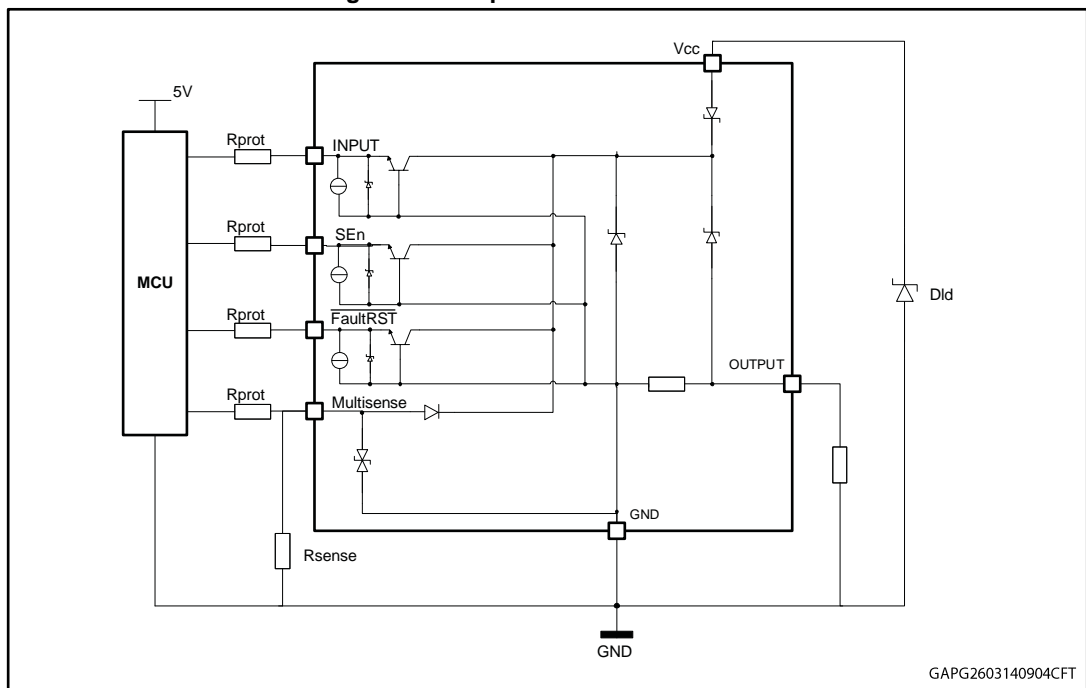 Vcc
5V
Rprot
INPUT
Rprot
SEn
MCU
Dld
Rprot
FaultRST
OUTPUT
Rprot
Multisense
GND
Rsense
GND
GAPG2603140904CFT